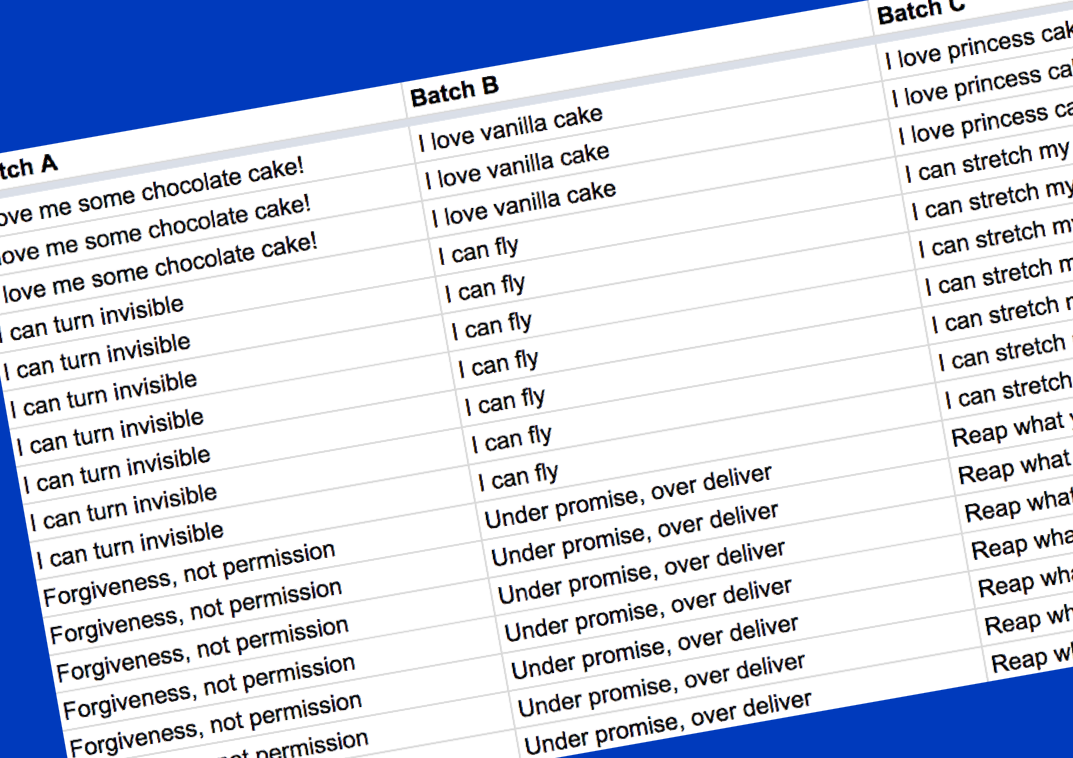 tch A
ove me some chocolate cake!
love me some chocolate cake!
love me some chocolate cake!
I can turn invisible
I can turn invisible
I can turn invisible
I can turn invisible
I can turn invisible
I can turn invisible
I can turn invisible
Forgiveness, not permission
Forgiveness, not permission
Forgiveness, not permission
Forgiveness, not permission
Forgiveness, not permission
ot permission
Batch B
I love vanilla cake
I love vanilla cake
I love vanilla cake
I can fly
I can fly
I can fly
I can fly
I can fly
I can fly
I can fly
Under promise, over deliver
Under promise, over deliver
Under promise, over deliver
Under promise, over deliver
Under promise, over deliver
Under promise, over deliver
Under promise, over deliver
Batch C
I love princess cak
I love princess ca
I love princess ca
I can stretch my
I can stretch my
I can stretch my
I can stretch m
I can stretch
I can stretch
I can stretch
Reap what
Reap what
Reap what
Reap wha
Reap wha
Reap wh
Reap w